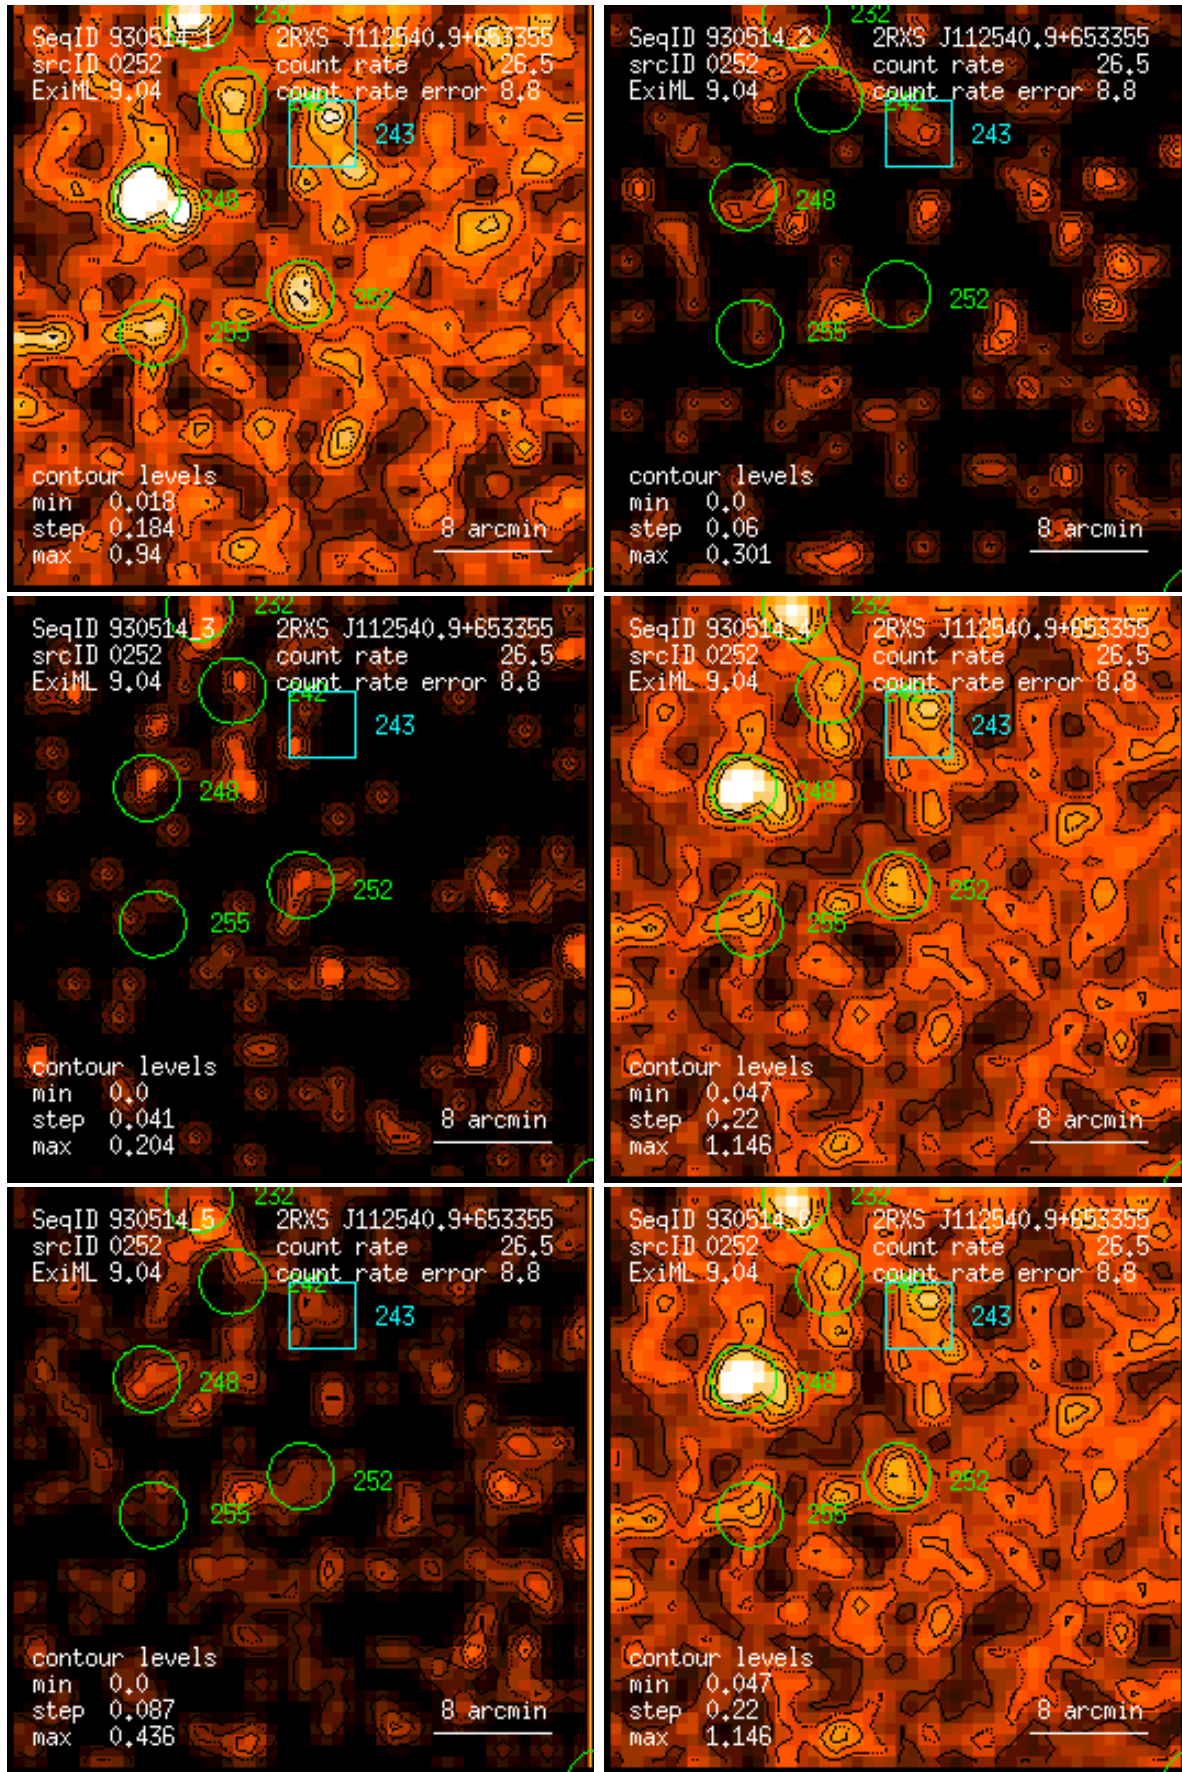 232
SeqID 930514_1 2RXS J112540.9+653355
srcID 0252 count rate 26.5
ExiML 9.04 count rate error 8.8
242
243
248
252
255
contour levels
min 0.018
step 0.184
max 0.94
8 arcmin
232
SeqID 930514_2 2RXS J112540.9+653355
srcID 0252 count rate 26.5
ExiML 9.04 count rate error 8.8
242
243
248
252
255
contour levels
min 0.0
step 0.06
max 0.301
8 arcmin
232
SeqID 930514_3 2RXS J112540.9+653355
srcID 0252 count rate 26.5
ExiML 9.04 count rate error 8.8
242
243
248
252
255
contour levels
min 0.0
step 0.041
max 0.204
8 arcmin
232
SeqID 930514_4 2RXS J112540.9+653355
srcID 0252 count rate 26.5
ExiML 9.04 count rate error 8.8
242
243
248
252
255
contour levels
min 0.047
step 0.22
max 1.146
8 arcmin
232
SeqID 930514_5 2RXS J112540.9+653355
srcID 0252 count rate 26.5
ExiML 9.04 count rate error 8.8
242
243
248
252
255
contour levels
min 0.0
step 0.087
max 0.436
8 arcmin
232
SeqID 930514_6 2RXS J112540.9+653355
srcID 0252 count rate 26.5
ExiML 9.04 count rate error 8.8
242
243
248
252
255
contour levels
min 0.047
step 0.22
max 1.146
8 arcmin